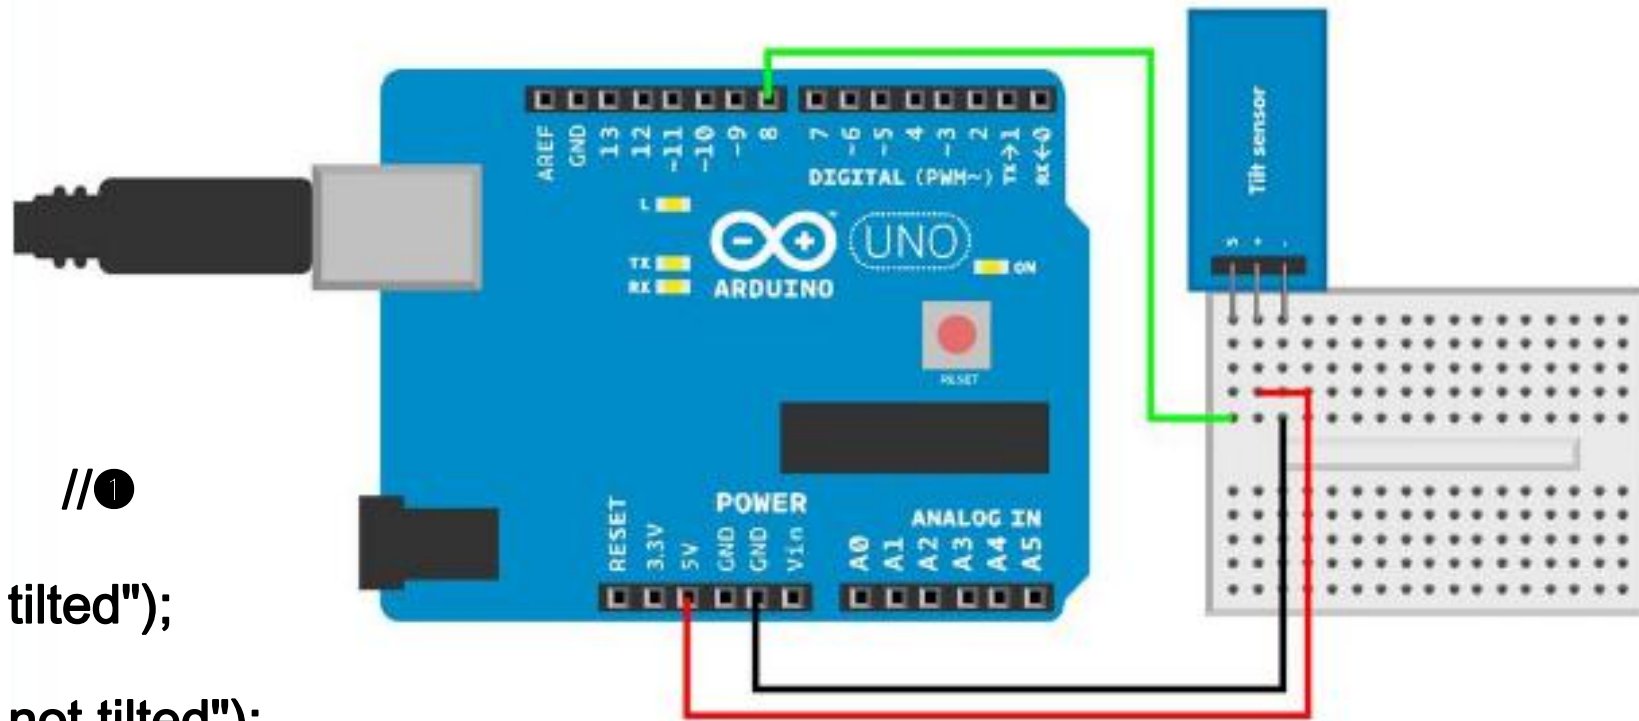 AREF
GND
13
12
~11
~10
~9
8
7
~6
~5
4
~3
2
TX→1
RX←0
DIGITAL (PWM~)
L
TX
RX
UNO
ON
ARDUINO
RESET
Tilt sensor
S
+
-
//❶
tilted");
not tilted");
POWER
RESET
3.3V
5V
GND
GND
Vin
ANALOG IN
A0
A1
A2
A3
A4
A5